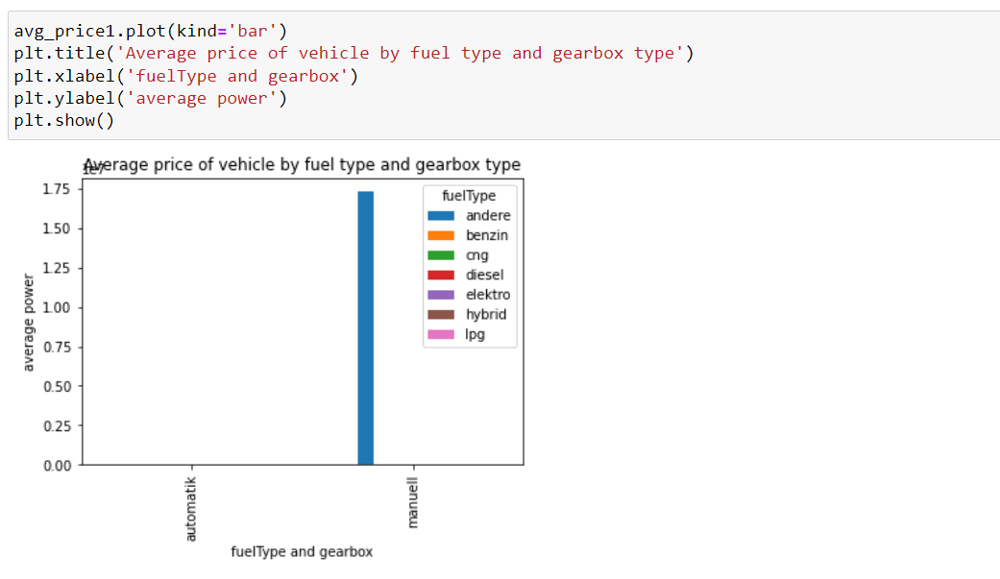 avg_price1.plot(kind='bar')
plt.title('Average price of vehicle by fuel type and gearbox type')
plt.xlabel('fuelType and gearbox')
plt.ylabel('average power')
plt.show()
Average price of vehicle by fuel type and gearbox type
1e7
1.75
1.50
1.25
1.00
0.75
0.50
0.25
0.00
average power
fuelType
andere
benzin
cng
diesel
elektro
hybrid
lpg
automatik
manuell
fuelType and gearbox